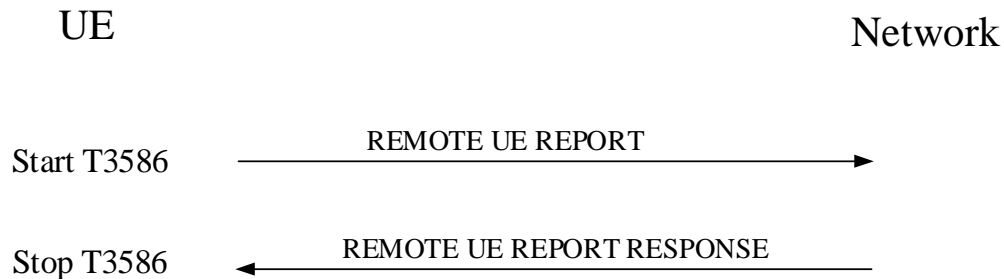 UE
Network
Start T3586
REMOTE UE REPORT
Stop T3586
REMOTE UE REPORT RESPONSE